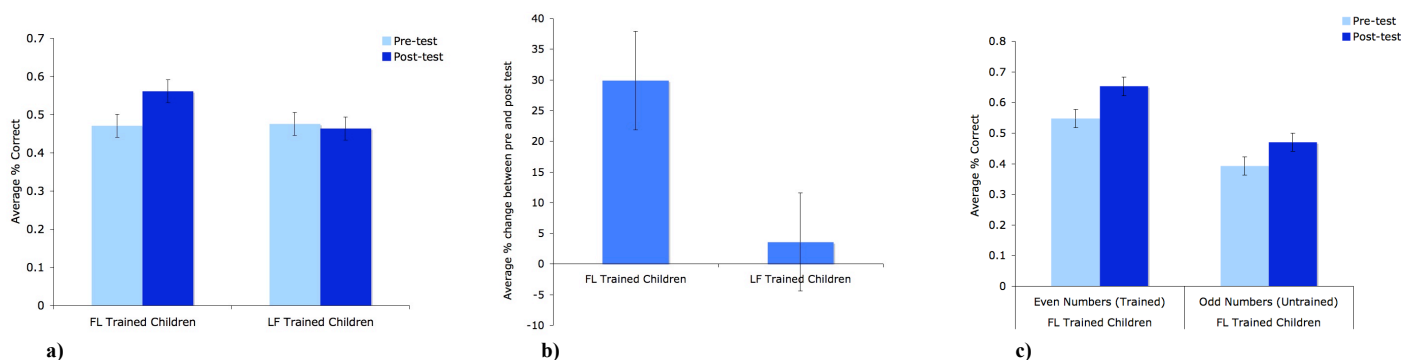 Pre-test
Post-test
0.7
0.6
0.5
0.4
0.3
0.2
0.1
0
Average % Correct
FL Trained Children
LF Trained Children
a)
40
35
30
25
20
15
10
5
0
-5
-10
Average % change between pre and post test
FL Trained Children
LF Trained Children
b)
Pre-test
Post-test
0.8
0.7
0.6
0.5
0.4
0.3
0.2
0.1
0
Average % Correct
Even Numbers (Trained)
Odd Numbers (Untrained)
FL Trained Children
FL Trained Children
c)